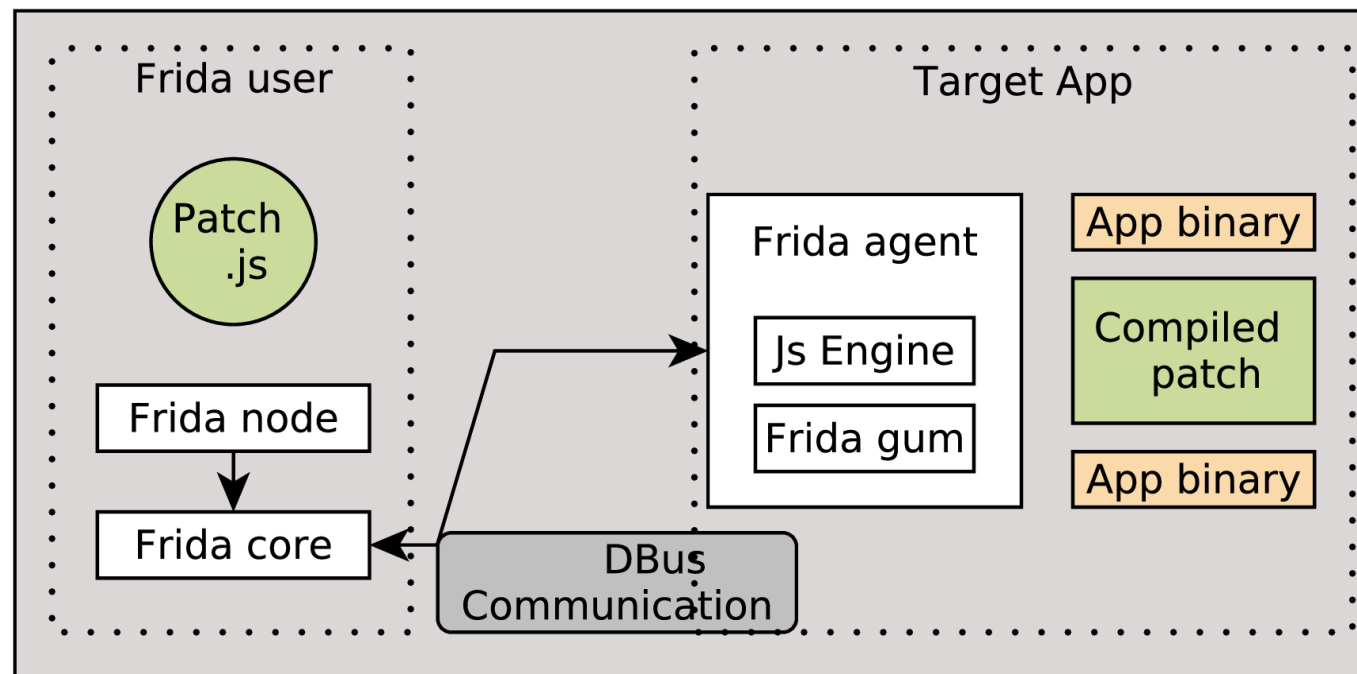 Frida user
Patch
.js
Frida node
Frida core
DBus
Communication
Target App
Frida agent
Js Engine
Frida gum
App binary
Compiled
patch
App binary